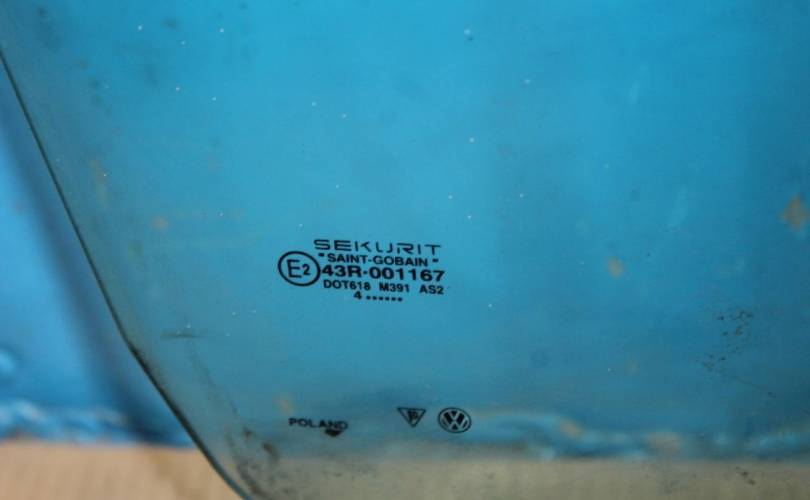 SEKURIT
"SAINT-GOBAIN"
E2 43R-001167
DOT618 M391 AS2
4 ••••••
POLAND